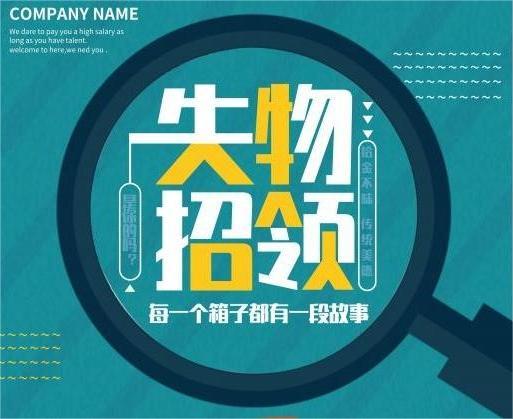 COMPANY NAME
We dare to pay you a high salary as
long as you have talent.
welcome to here,we ned you .
失物
招领
是你的吗？
拾金不昧 传统美德
每一个箱子都有一段故事